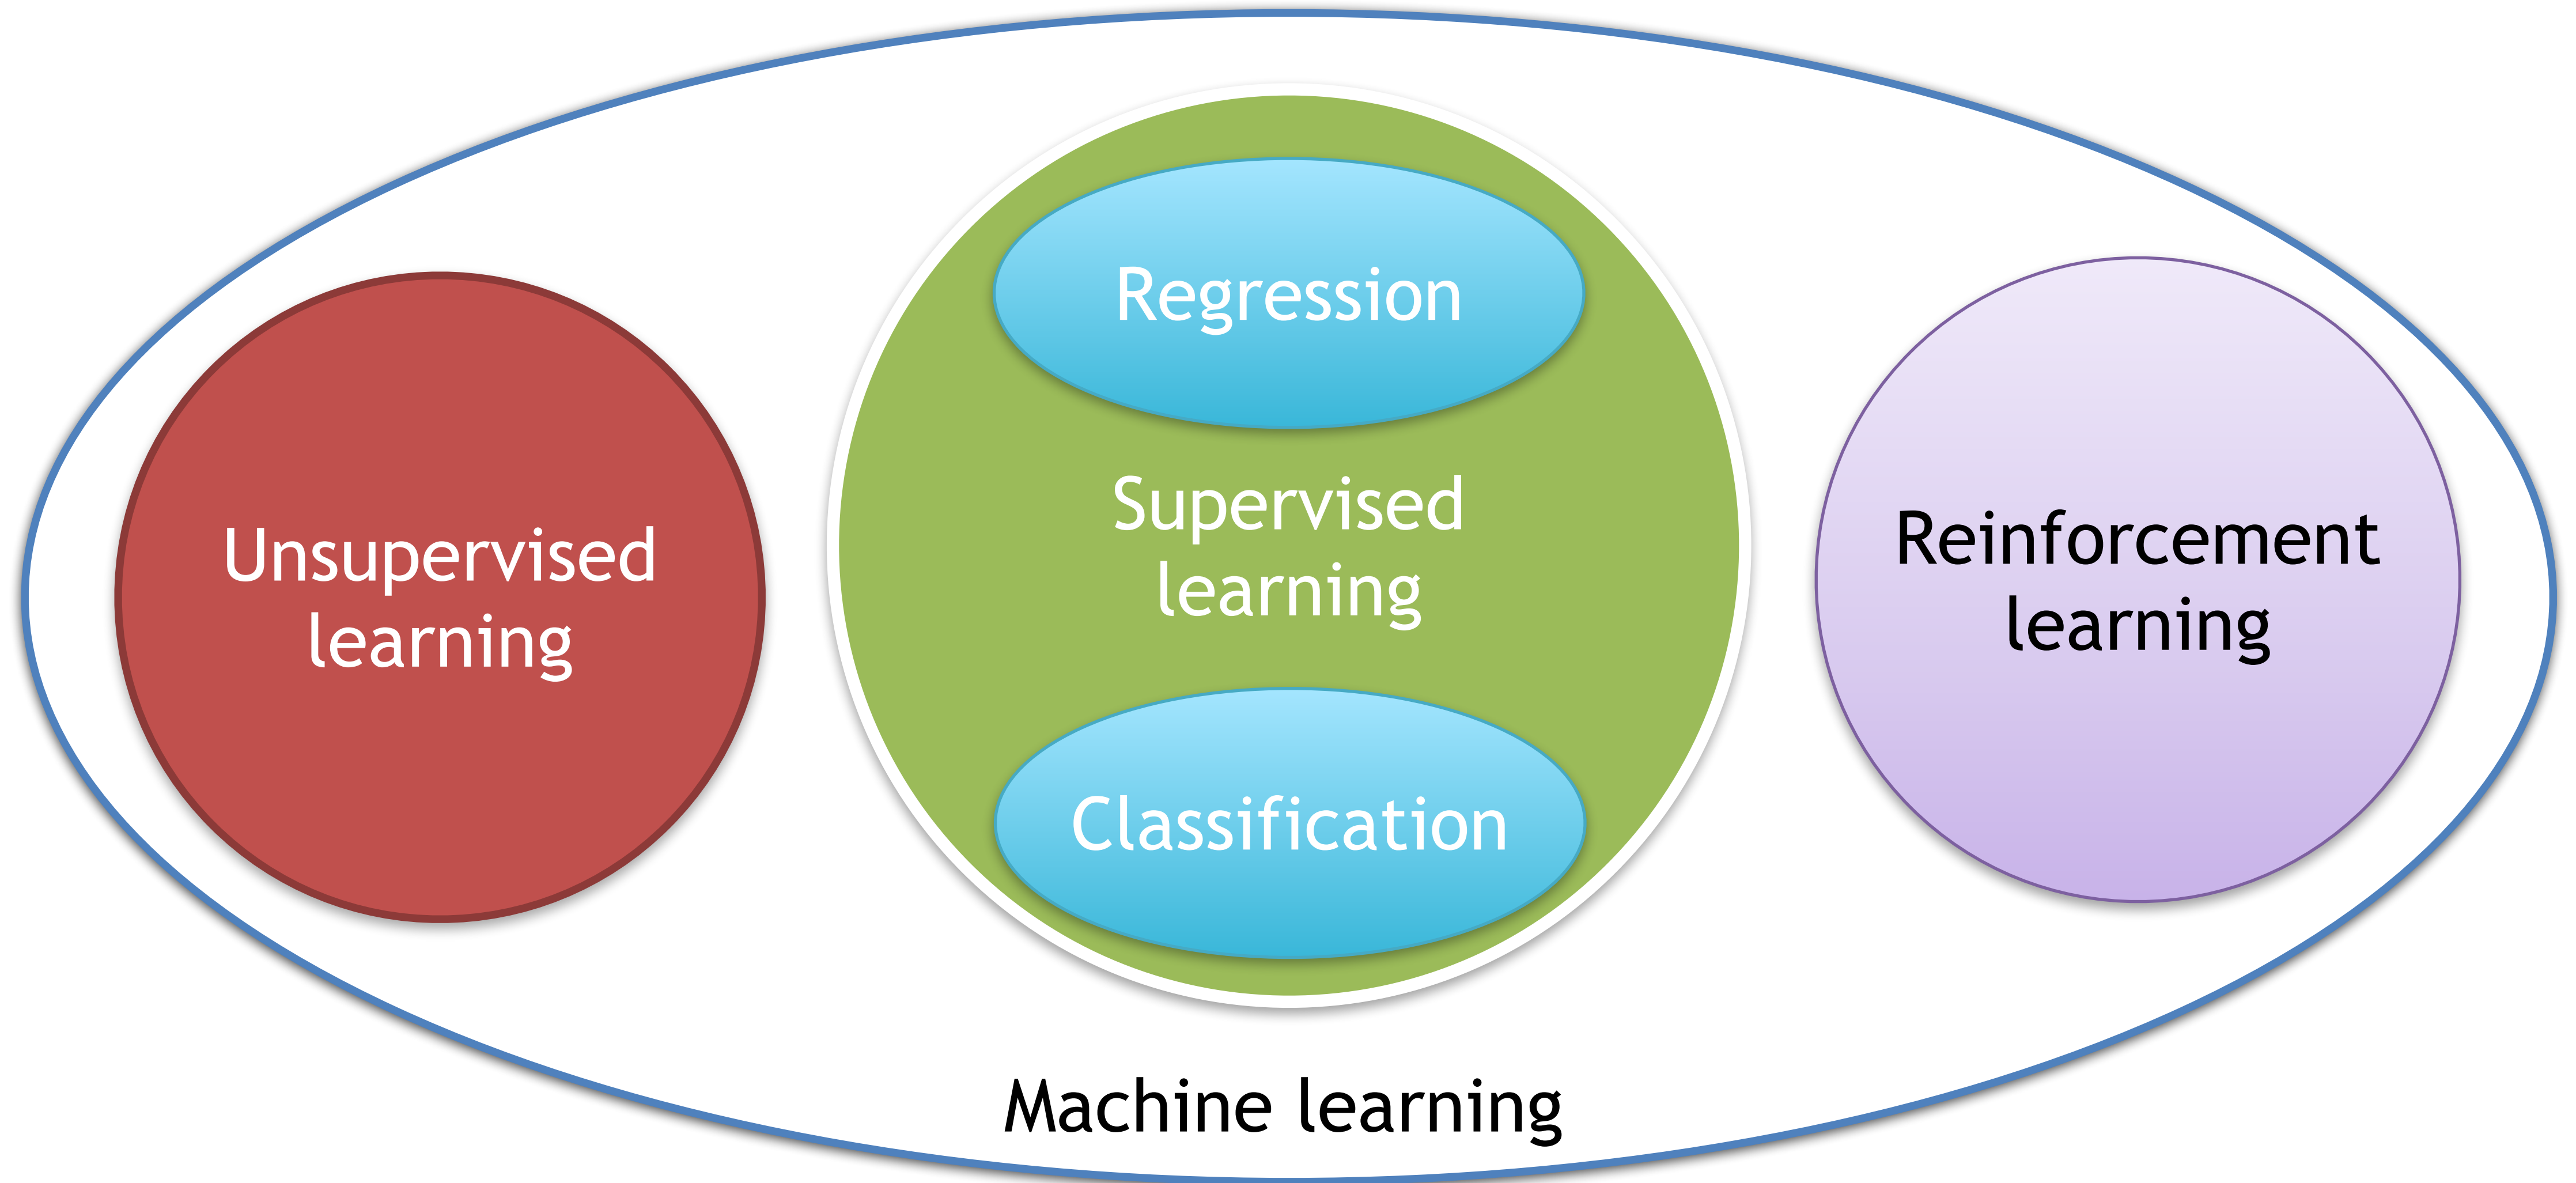 Regression
Supervised
learning
Classification
Unsupervised
learning
Reinforcement
learning
Machine learning